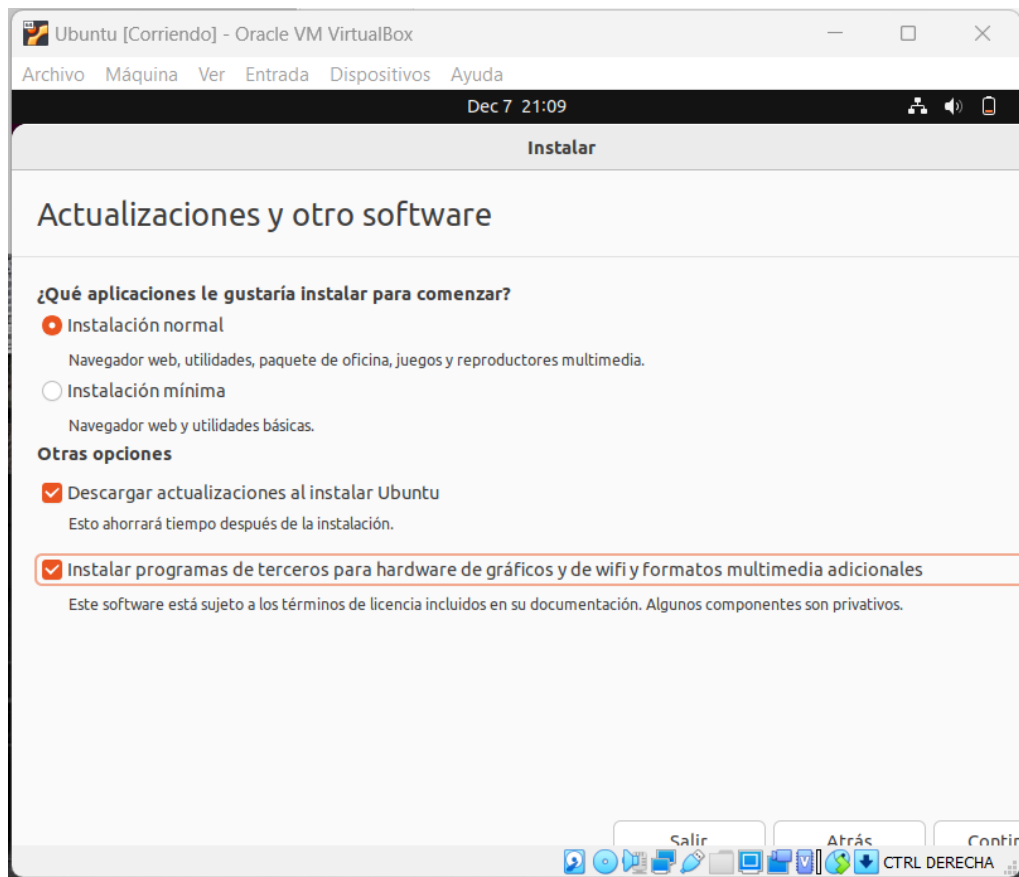 Ubuntu [Corriendo] - Oracle VM VirtualBox
Archivo Máquina Ver Entrada Dispositivos Ayuda
Dec 7 21:09
Instalar
Actualizaciones y otro software
¿Qué aplicaciones le gustaría instalar para comenzar?
Instalación normal
Navegador web, utilidades, paquete de oficina, juegos y reproductores multimedia.
Instalación mínima
Navegador web y utilidades básicas.
Otras opciones
Descargar actualizaciones al instalar Ubuntu
Esto ahorrará tiempo después de la instalación.
Instalar programas de terceros para hardware de gráficos y de wifi y formatos multimedia adicionales
Este software está sujeto a los términos de licencia incluidos en su documentación. Algunos componentes son privativos.
Salir Atrás Contin
CTRL DERECHA